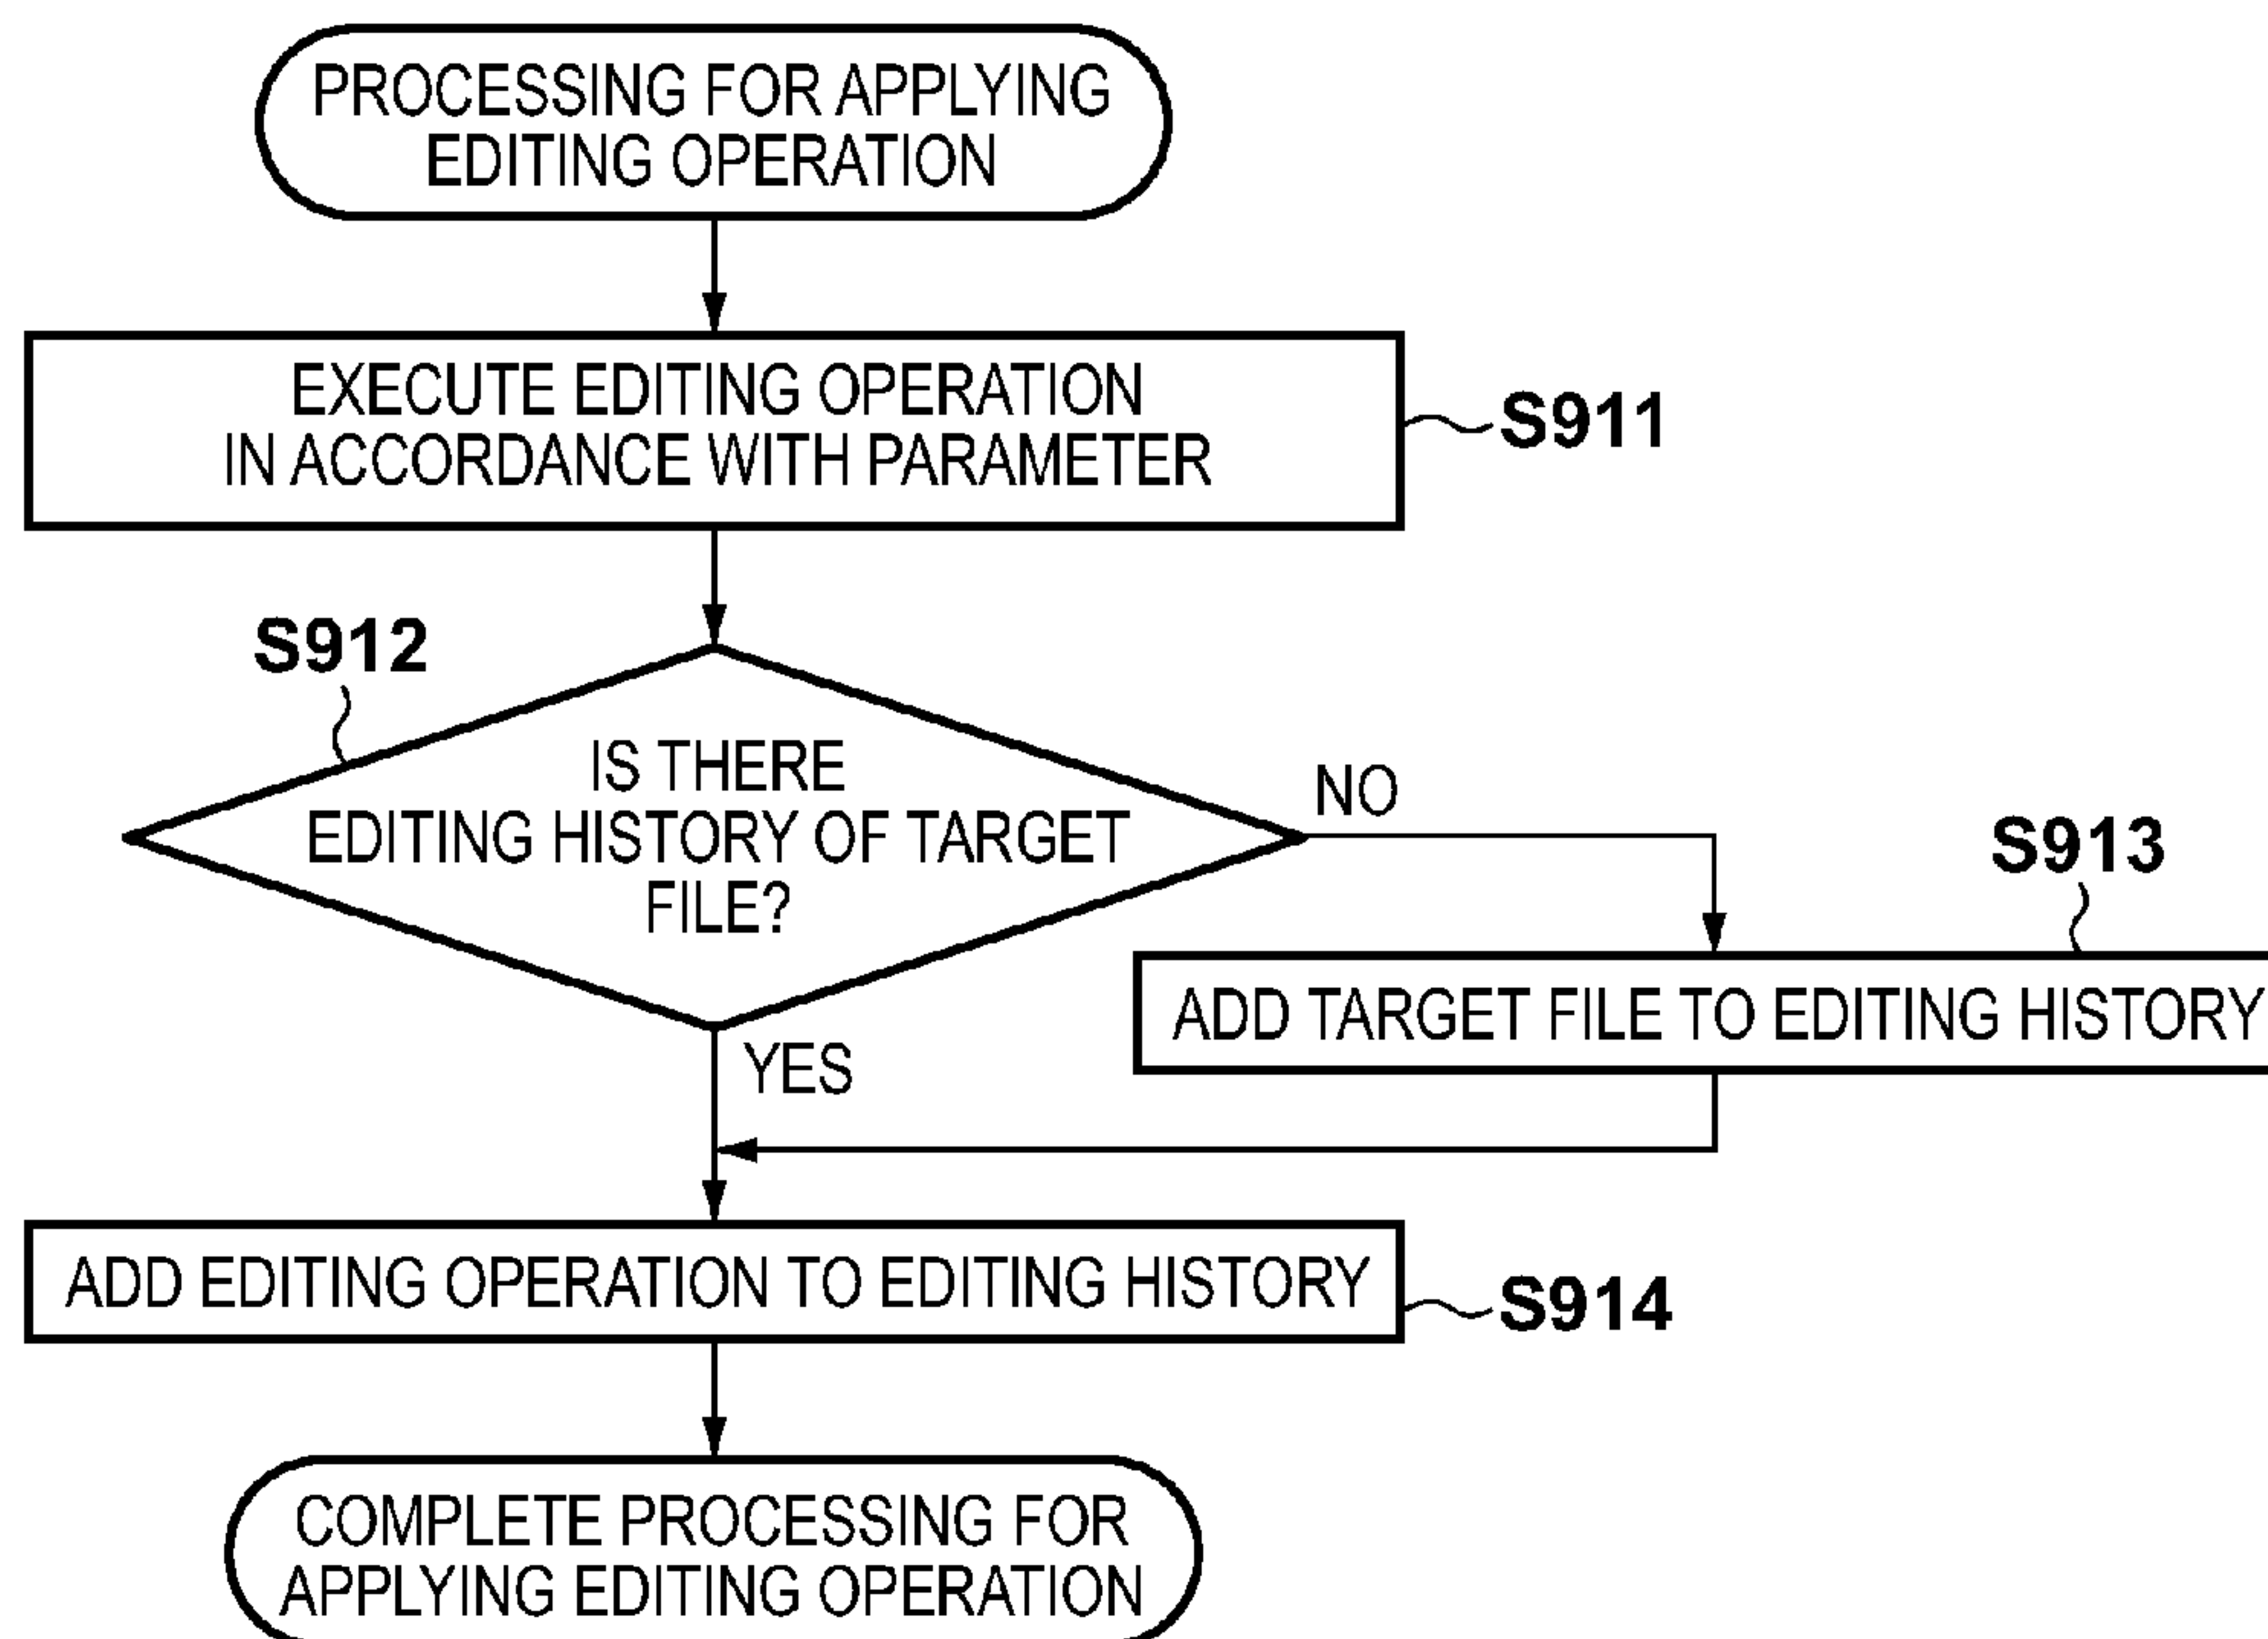 PROCESSING FOR APPLYING
EDITING OPERATION
EXECUTE EDITING OPERATION
IN ACCORDANCE WITH PARAMETER
S911
S912
IS THERE
EDITING HISTORY OF TARGET
FILE?
NO
S913
ADD TARGET FILE TO EDITING HISTORY
YES
ADD EDITING OPERATION TO EDITING HISTORY
S914
COMPLETE PROCESSING FOR
APPLYING EDITING OPERATION